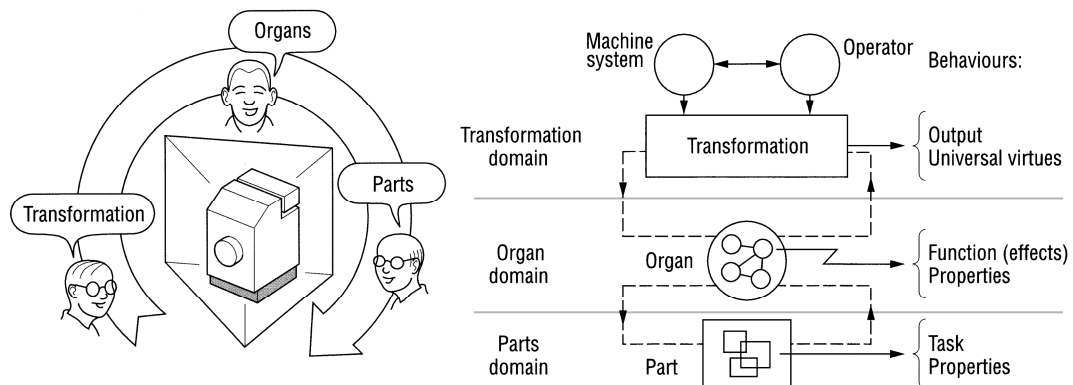 Organs
Transformation
Parts
Machine
system
Operator
Behaviours:
Transformation
domain
Transformation
Output
Universal virtues
Organ
domain
Organ
Function (effects)
Properties
Parts
domain
Part
Task
Properties